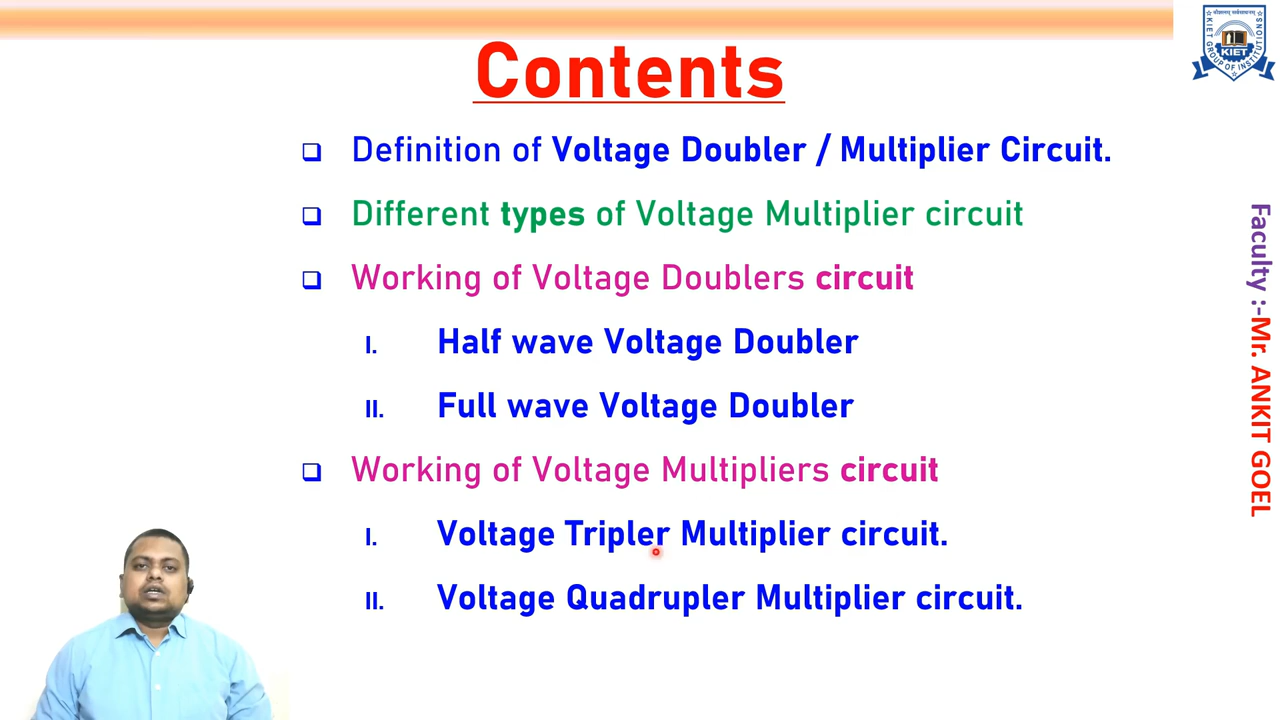 Contents
Definition of Voltage Doubler / Multiplier Circuit.
Different types of Voltage Multiplier circuit
Working of Voltage Doublers circuit
I. Half wave Voltage Doubler
II. Full wave Voltage Doubler
Working of Voltage Multipliers circuit
I. Voltage Tripler Multiplier circuit.
II. Voltage Quadrupler Multiplier circuit.
Faculty :-Mr. ANKIT GOEL
KIET
KIET GROUP OF INSTITUTIONS